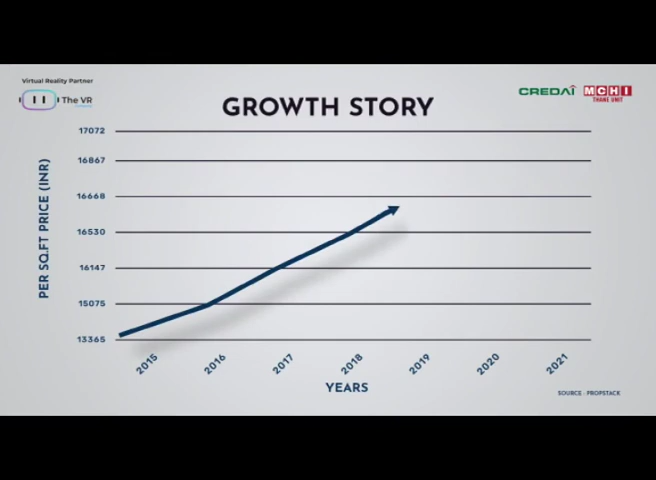 Virtual Reality Partner
The VR
CREDAI MCHI
THANE UNIT
GROWTH STORY
PER SQ.FT PRICE (INR)
17072
16867
16668
16530
16147
15075
13365
2015 2016 2017 2018 2019 2020 2021
YEARS
SOURCE : PROPSTACK